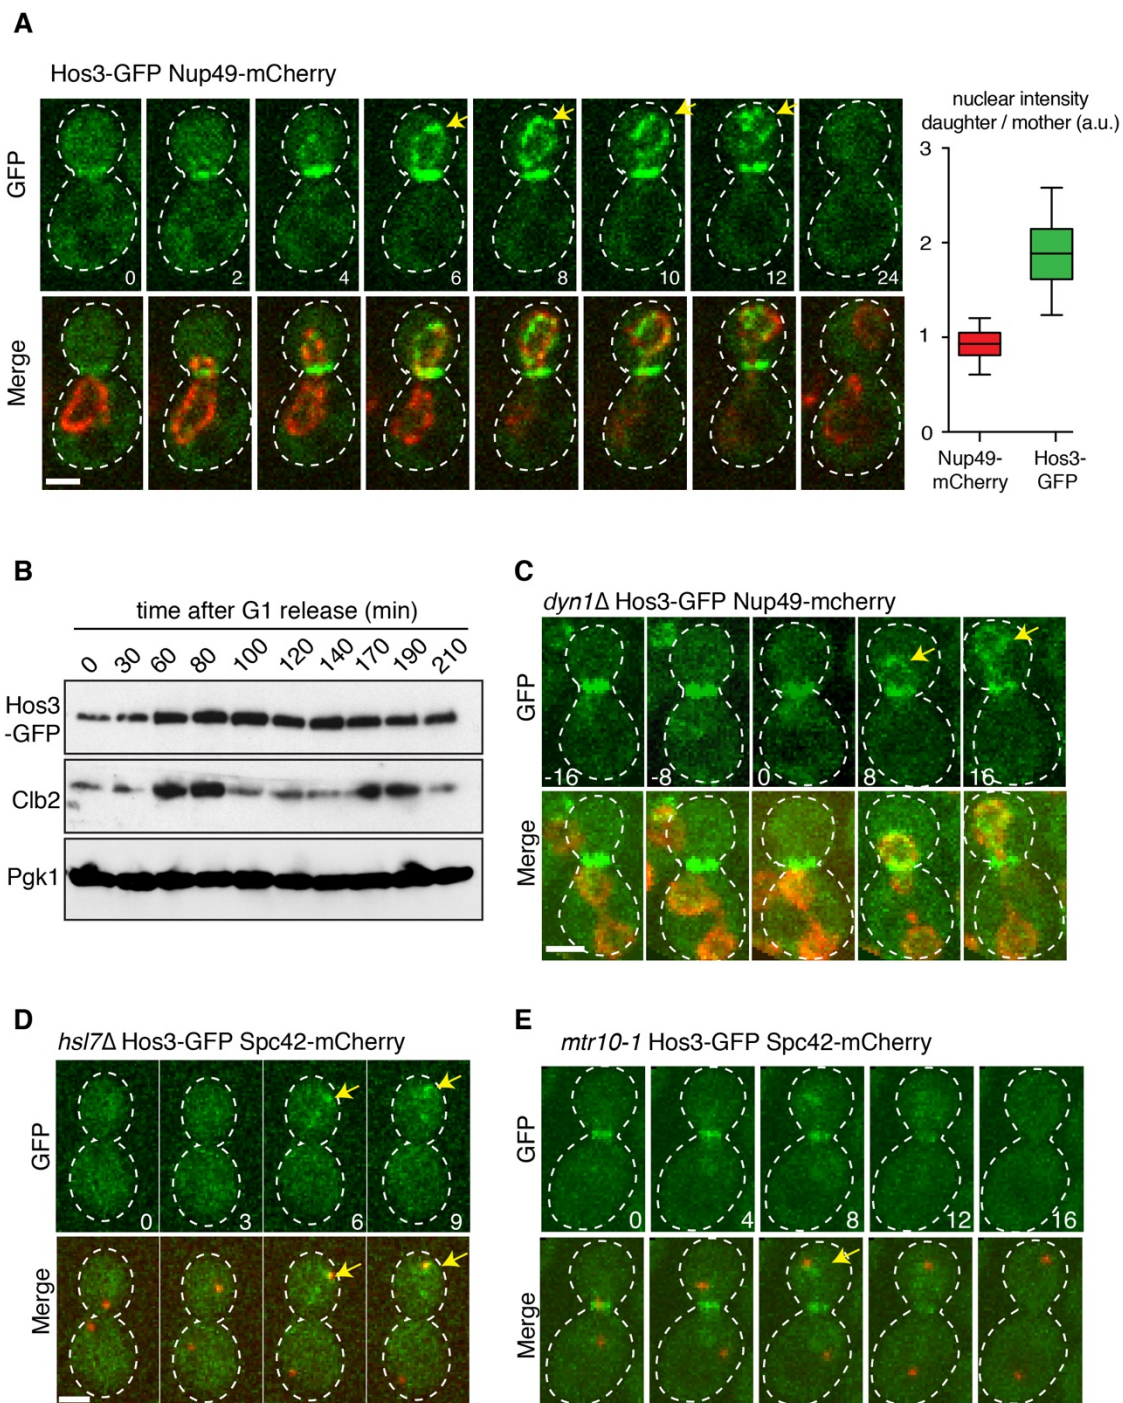 A
Hos3-GFP Nup49-mCherry
GFP
0 2 4 6 8 10 12 24
Merge
nuclear intensity
daughter / mother (a.u.)
3
2
1
0
Nup49-
mCherry
Hos3-
GFP
B
time after G1 release (min)
0 30 60 80 100 120 140 170 190 210
Hos3
-GFP
Clb2
Pgk1
C
dyn1Δ Hos3-GFP Nup49-mcherry
GFP
-16 -8 0 8 16
Merge
D
hsl7Δ Hos3-GFP Spc42-mCherry
GFP
0 3 6 9
Merge
E
mtr10-1 Hos3-GFP Spc42-mCherry
GFP
0 4 8 12 16
Merge